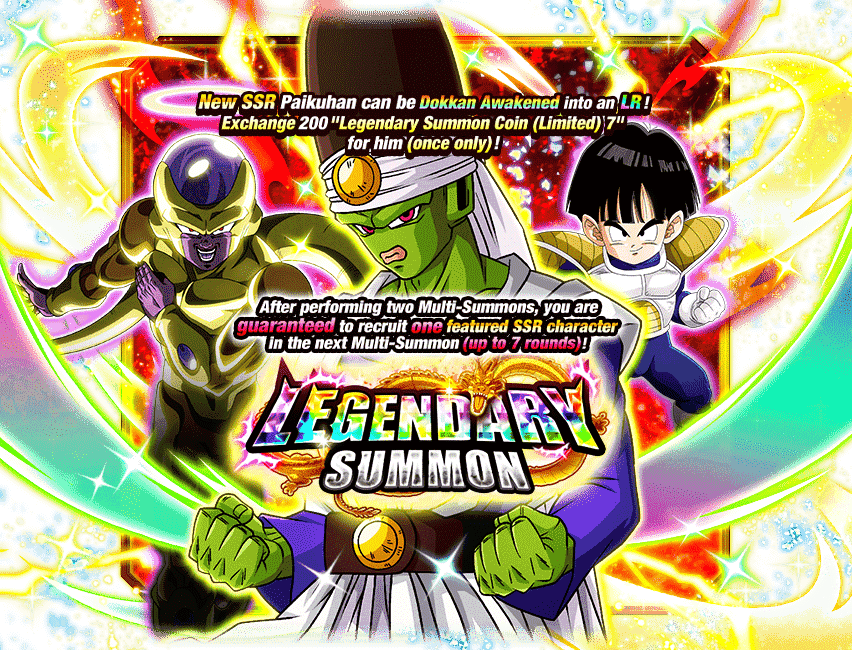 New SSR Paikuhan can be Dokkan Awakened into an LR!
Exchange 200 "Legendary Summon Coin (Limited) 7"
for him (once only)!
After performing two Multi-Summons, you are
guaranteed to recruit one featured SSR character
in the next Multi-Summon (up to 7 rounds)!
LEGENDARY
SUMMON